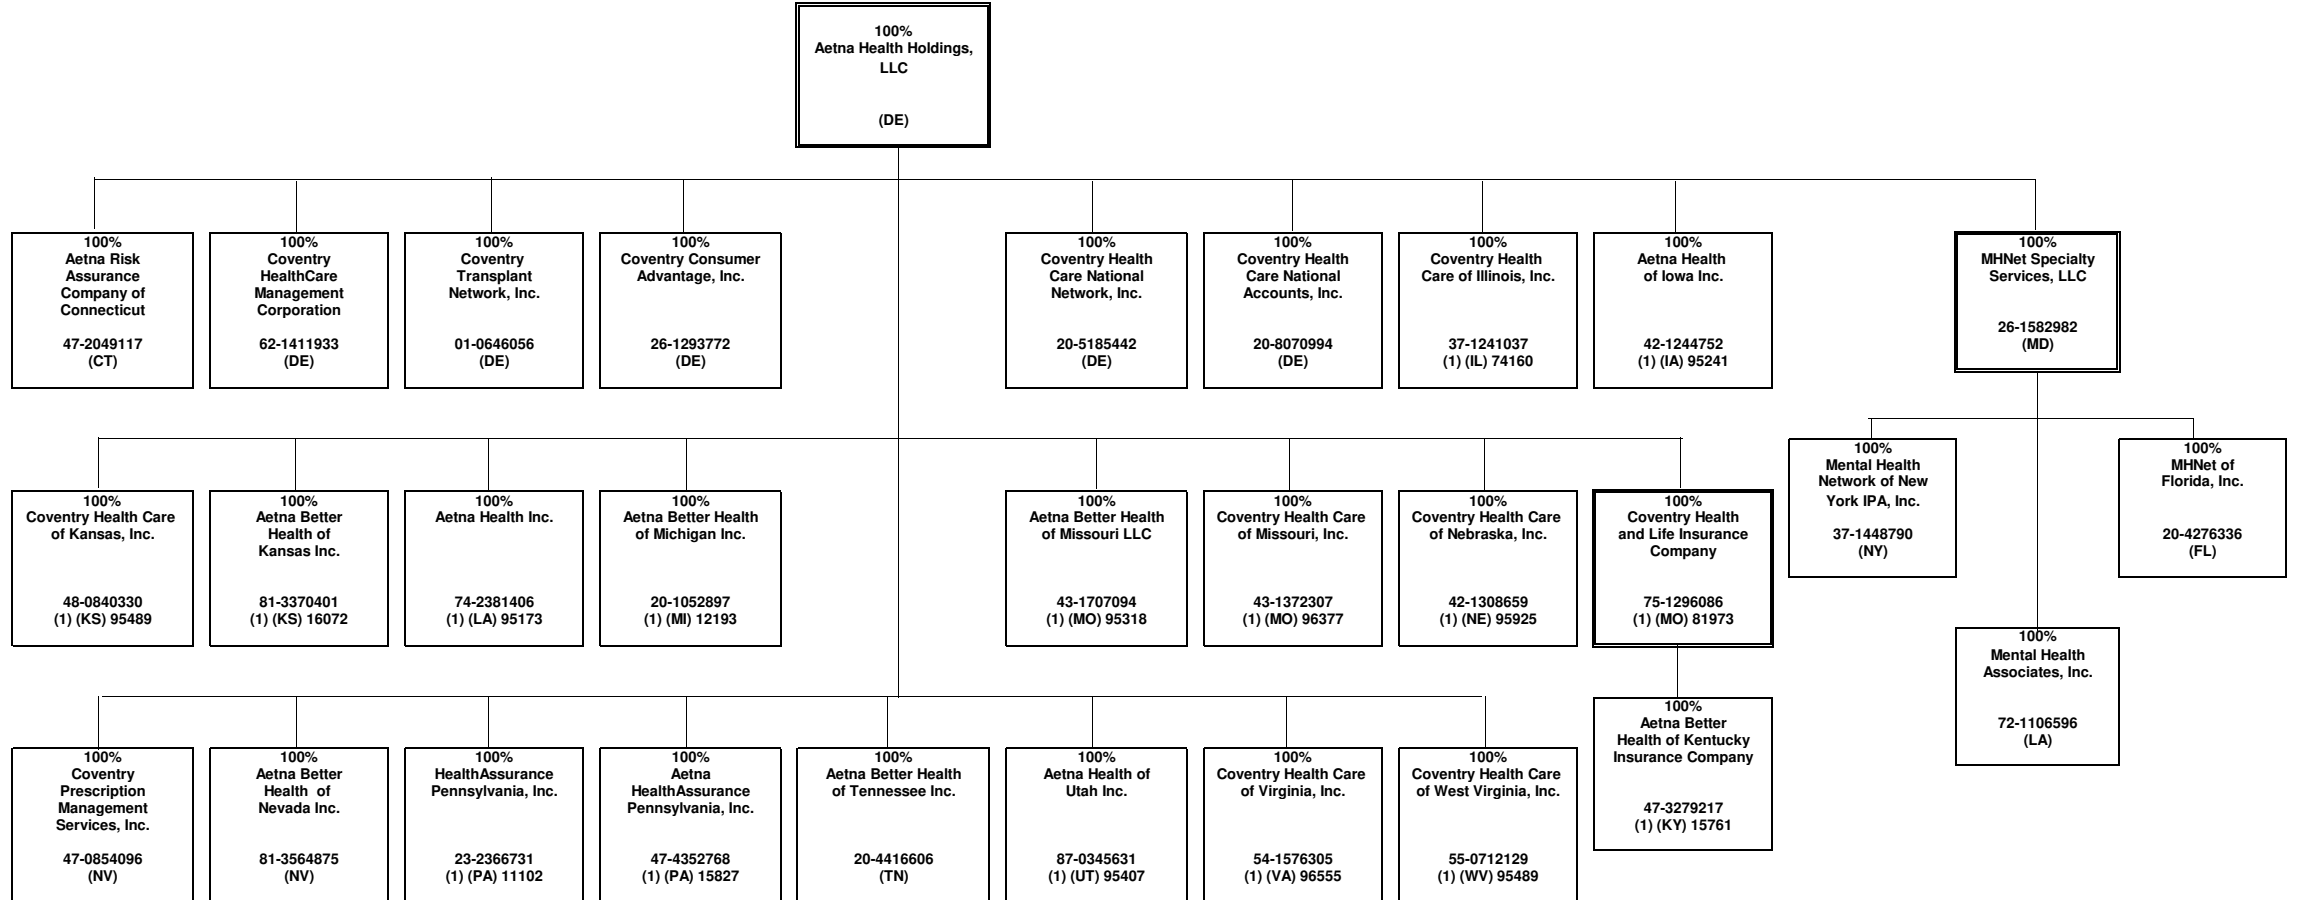 100%
Aetna Health Holdings,
LLC
(DE)
100%
Aetna Risk
Assurance
Company of
Connecticut
47-2049117
(CT)
100%
Coventry
HealthCare
Management
Corporation
62-1411933
(DE)
100%
Coventry
Transplant
Network, Inc.
01-0646056
(DE)
100%
Coventry Consumer
Advantage, Inc.
26-1293772
(DE)
100%
Coventry Health
Care National
Network, Inc.
20-5185442
(DE)
100%
Coventry Health
Care National
Accounts, Inc.
20-8070994
(DE)
100%
Coventry Health
Care of Illinois, Inc.
37-1241037
(1) (IL) 74160
100%
Aetna Health
of Iowa Inc.
42-1244752
(1) (IA) 95241
100%
MHNet Specialty
Services, LLC
26-1582982
(MD)
100%
Coventry Health Care
of Kansas, Inc.
48-0840330
(1) (KS) 95489
100%
Aetna Better
Health of
Kansas Inc.
81-3370401
(1) (KS) 16072
100%
Aetna Health Inc.
74-2381406
(1) (LA) 95173
100%
Aetna Better Health
of Michigan Inc.
20-1052897
(1) (MI) 12193
100%
Aetna Better Health
of Missouri LLC
43-1707094
(1) (MO) 95318
100%
Coventry Health Care
of Missouri, Inc.
43-1372307
(1) (MO) 96377
100%
Coventry Health Care
of Nebraska, Inc.
42-1308659
(1) (NE) 95925
100%
Coventry Health
and Life Insurance
Company
75-1296086
(1) (MO) 81973
100%
Mental Health
Network of New
York IPA, Inc.
37-1448790
(NY)
100%
MHNet of
Florida, Inc.
20-4276336
(FL)
100%
Mental Health
Associates, Inc.
72-1106596
(LA)
100%
Coventry
Prescription
Management
Services, Inc.
47-0854096
(NV)
100%
Aetna Better
Health of
Nevada Inc.
81-3564875
(NV)
100%
HealthAssurance
Pennsylvania, Inc.
23-2366731
(1) (PA) 11102
100%
Aetna
HealthAssurance
Pennsylvania, Inc.
47-4352768
(1) (PA) 15827
100%
Aetna Better Health
of Tennessee Inc.
20-4416606
(TN)
100%
Aetna Health of
Utah Inc.
87-0345631
(1) (UT) 95407
100%
Coventry Health Care
of Virginia, Inc.
54-1576305
(1) (VA) 96555
100%
Coventry Health Care
of West Virginia, Inc.
55-0712129
(1) (WV) 95489
100%
Aetna Better
Health of Kentucky
Insurance Company
47-3279217
(1) (KY) 15761